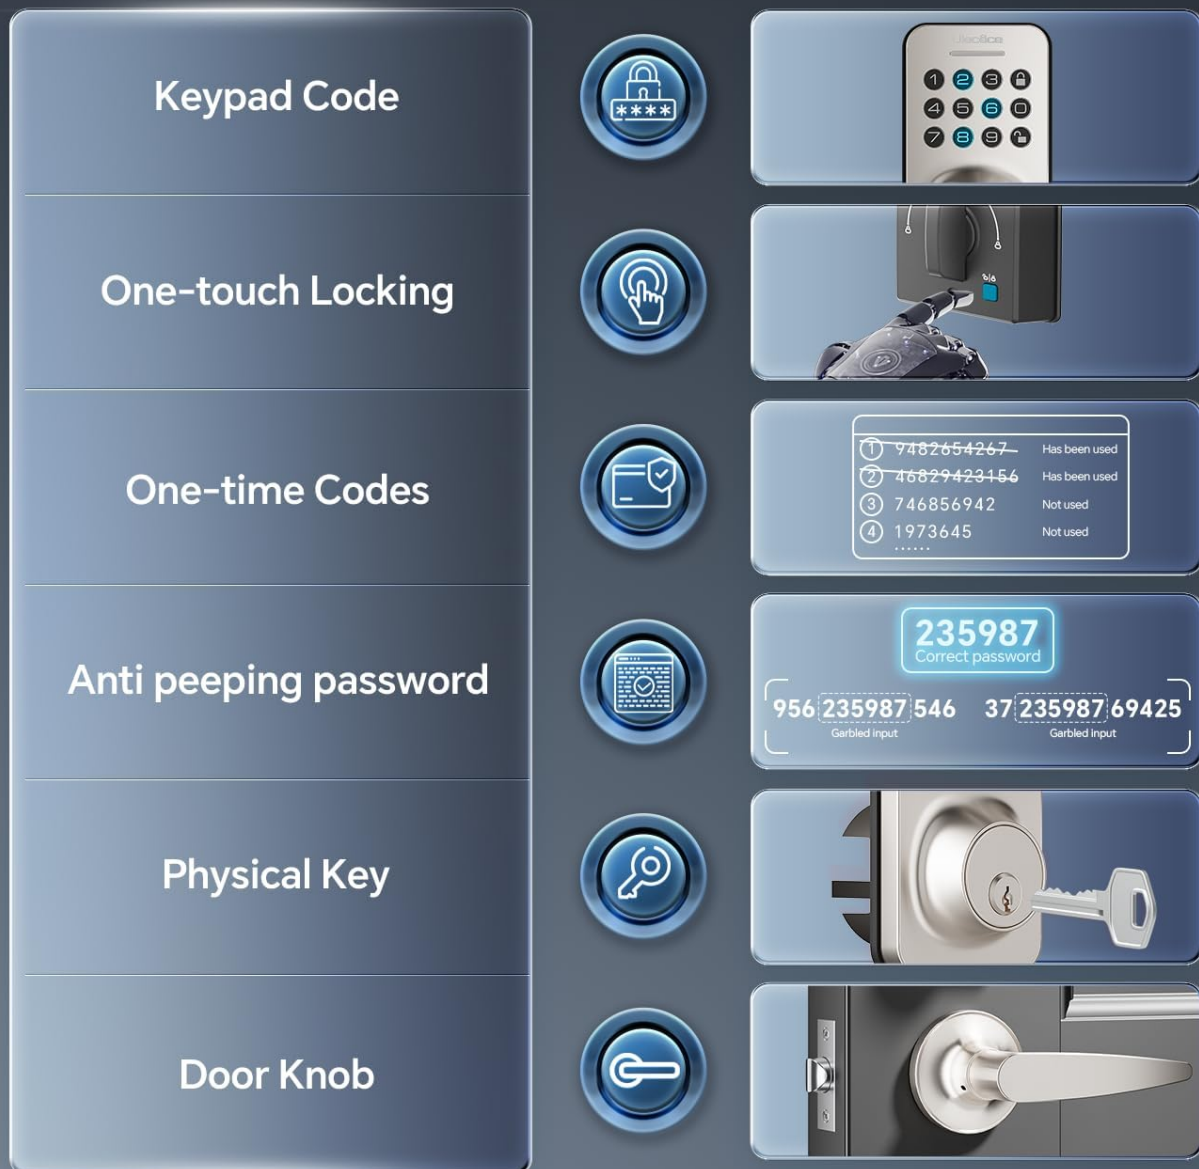 Keypad Code
1 2 3
4 5 6 0
7 8 9
One-touch Locking
One-time Codes
1 9482654267 Has been used
2 46829423156 Has been used
3 746856942 Not used
4 1973645 Not used
......
Anti peeping password
235987
Correct password
956 235987 546 37 235987 69425
Garbled input Garbled input
Physical Key
Door Knob